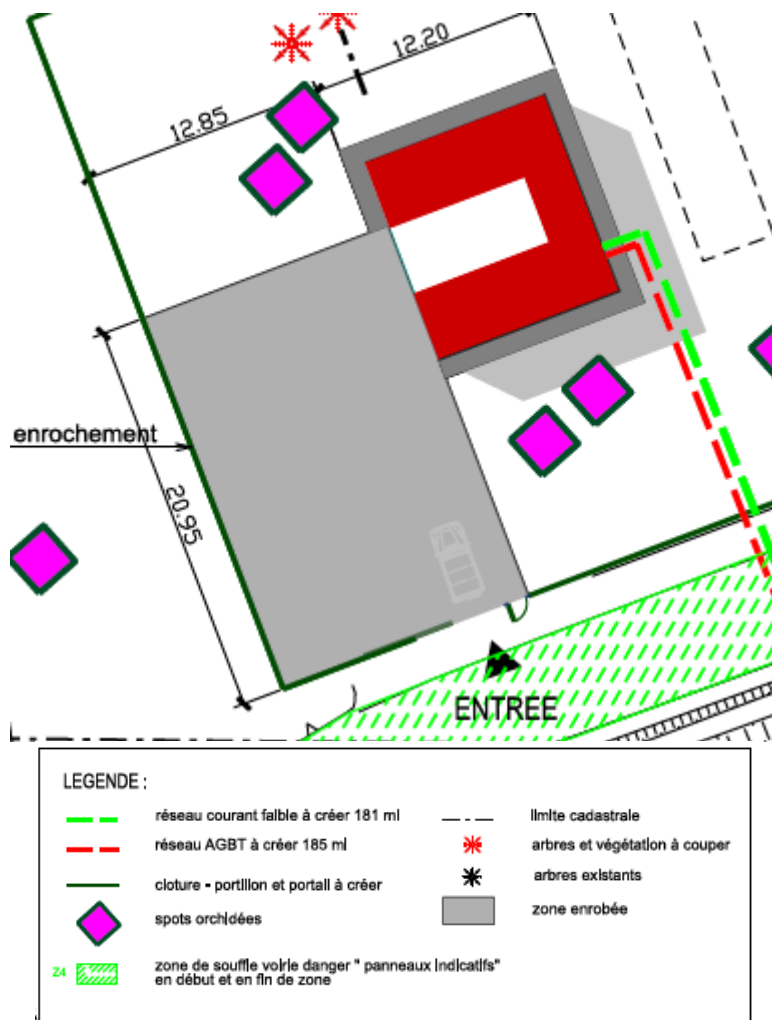 12.20
12.85
enrochement
20.95
ENTREE
LEGENDE :
réseau courant faible à créer 181 ml
réseau AGBT à créer 185 ml
cloture - portillon et portail à créer
spots orchidées
Z4
zone de souffle voirie danger " panneaux indicatifs"
en début et en fin de zone
limite cadastrale
arbres et végétation à couper
arbres existants
zone enrobée